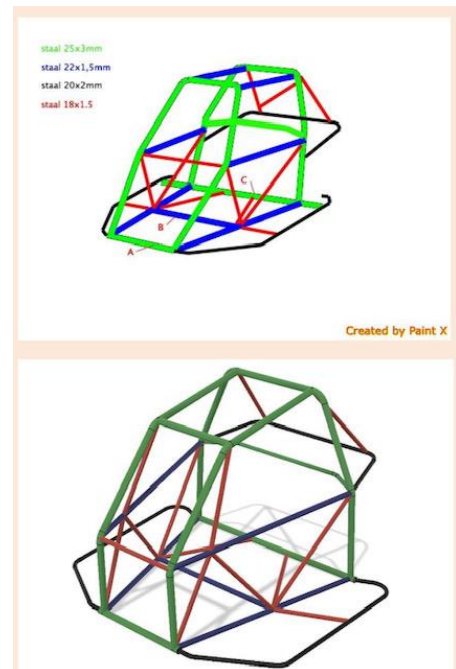 staal 25x3mm
staal 22x1,5mm
staal 20x2mm
staal 18x1.5
C
B
A
Created by Paint X